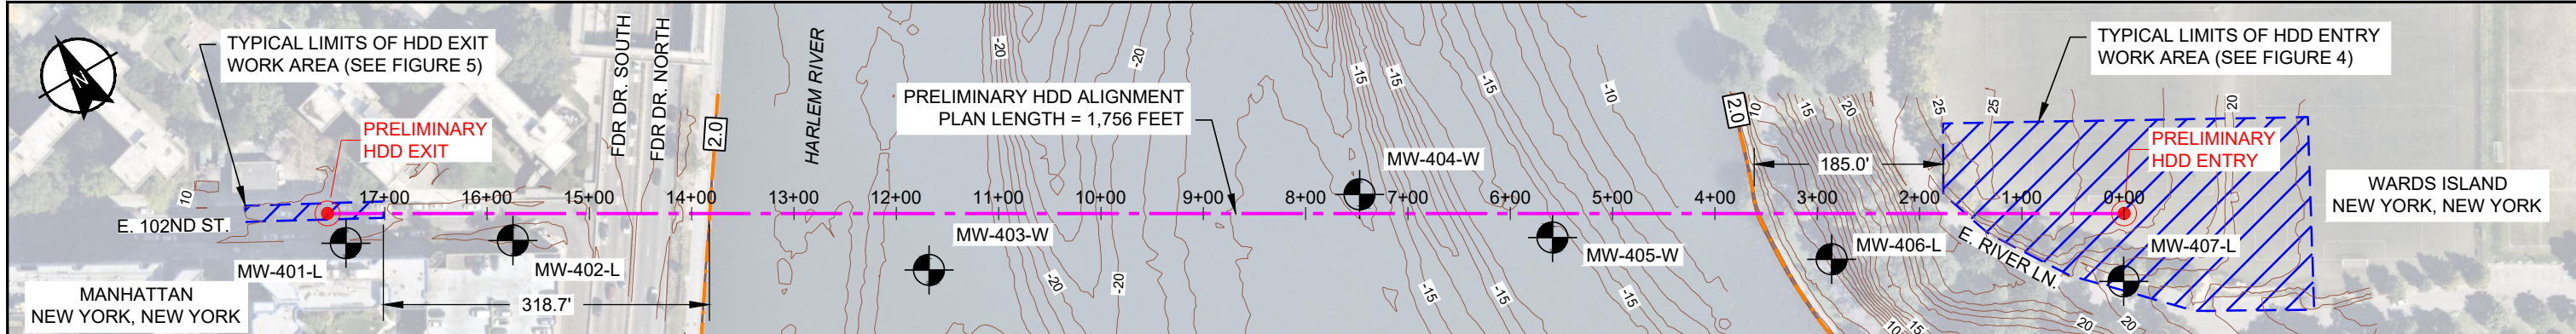 N
TYPICAL LIMITS OF HDD EXIT
WORK AREA (SEE FIGURE 5)
PRELIMINARY
HDD EXIT
10
E. 102ND ST.
MW-401-L
MANHATTAN
NEW YORK, NEW YORK
MW-402-L
318.7'
FDR DR. SOUTH
FDR DR. NORTH
2.0
HARLEM RIVER
PRELIMINARY HDD ALIGNMENT
PLAN LENGTH = 1,756 FEET
17+00
16+00
15+00
14+00
13+00
12+00
11+00
10+00
9+00
8+00
7+00
6+00
5+00
4+00
3+00
2+00
1+00
0+00
-20
-20
-20
-20
MW-403-W
MW-404-W
MW-405-W
-15
-15
-15
-10
-15
-15
-15
2.0
10
15
20
25
25
20
185.0'
MW-406-L
E. RIVER LN.
MW-407-L
10
15
20
20
TYPICAL LIMITS OF HDD ENTRY
WORK AREA (SEE FIGURE 4)
PRELIMINARY
HDD ENTRY
WARDS ISLAND
NEW YORK, NEW YORK